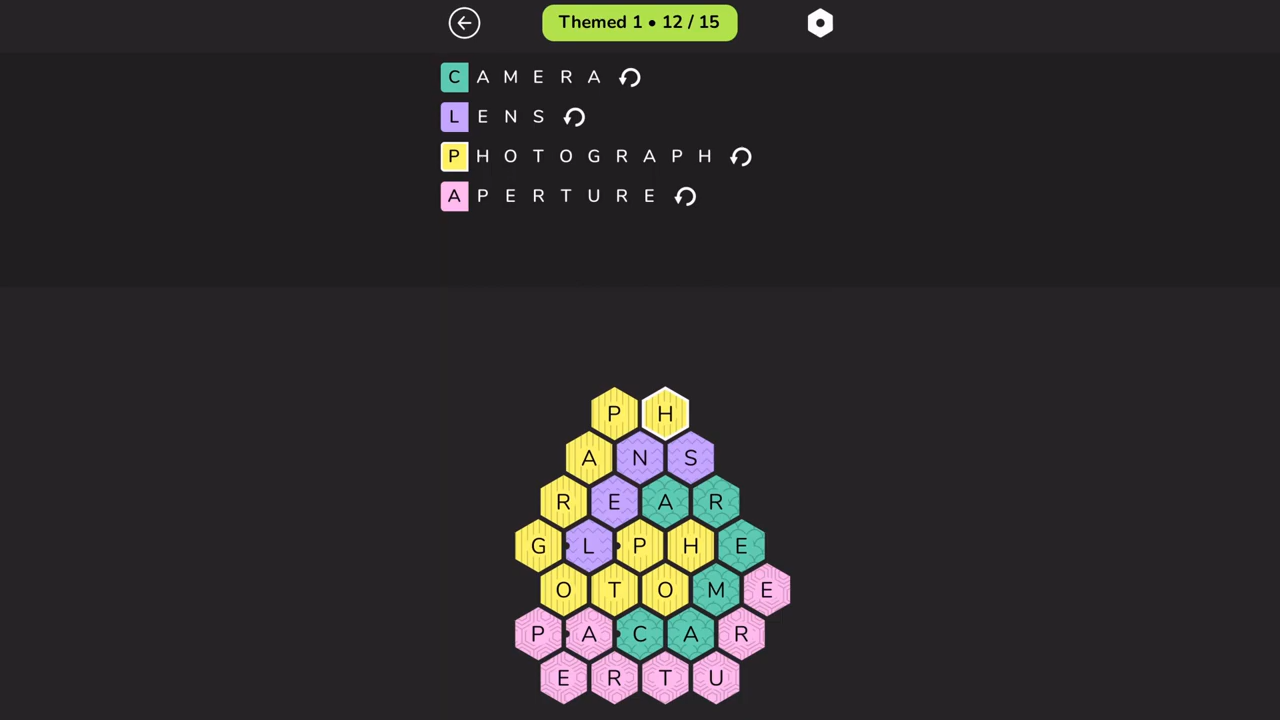 Themed 1 • 12 / 15
C A M E R A
L E N S
P H O T O G R A P H
A P E R T U R E
P H
A N S
R E A R
G L P H E
O T O M E
P A C A R
E R T U